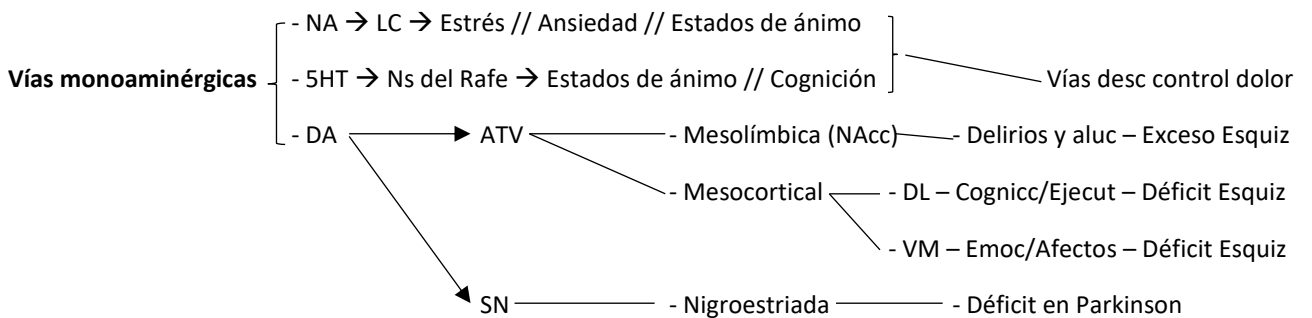 - NA → LC → Estrés // Ansiedad // Estados de ánimo
Vías monoaminérgicas - 5HT → Ns del Rafe → Estados de ánimo // Cognición Vías desc control dolor
- DA ATV - Mesolímbica (NAcc) - Delirios y aluc – Exceso Esquiz
- Mesocortical - DL – Cognicc/Ejecut – Déficit Esquiz
- VM – Emoc/Afectos – Déficit Esquiz
SN - Nigroestriada - Déficit en Parkinson